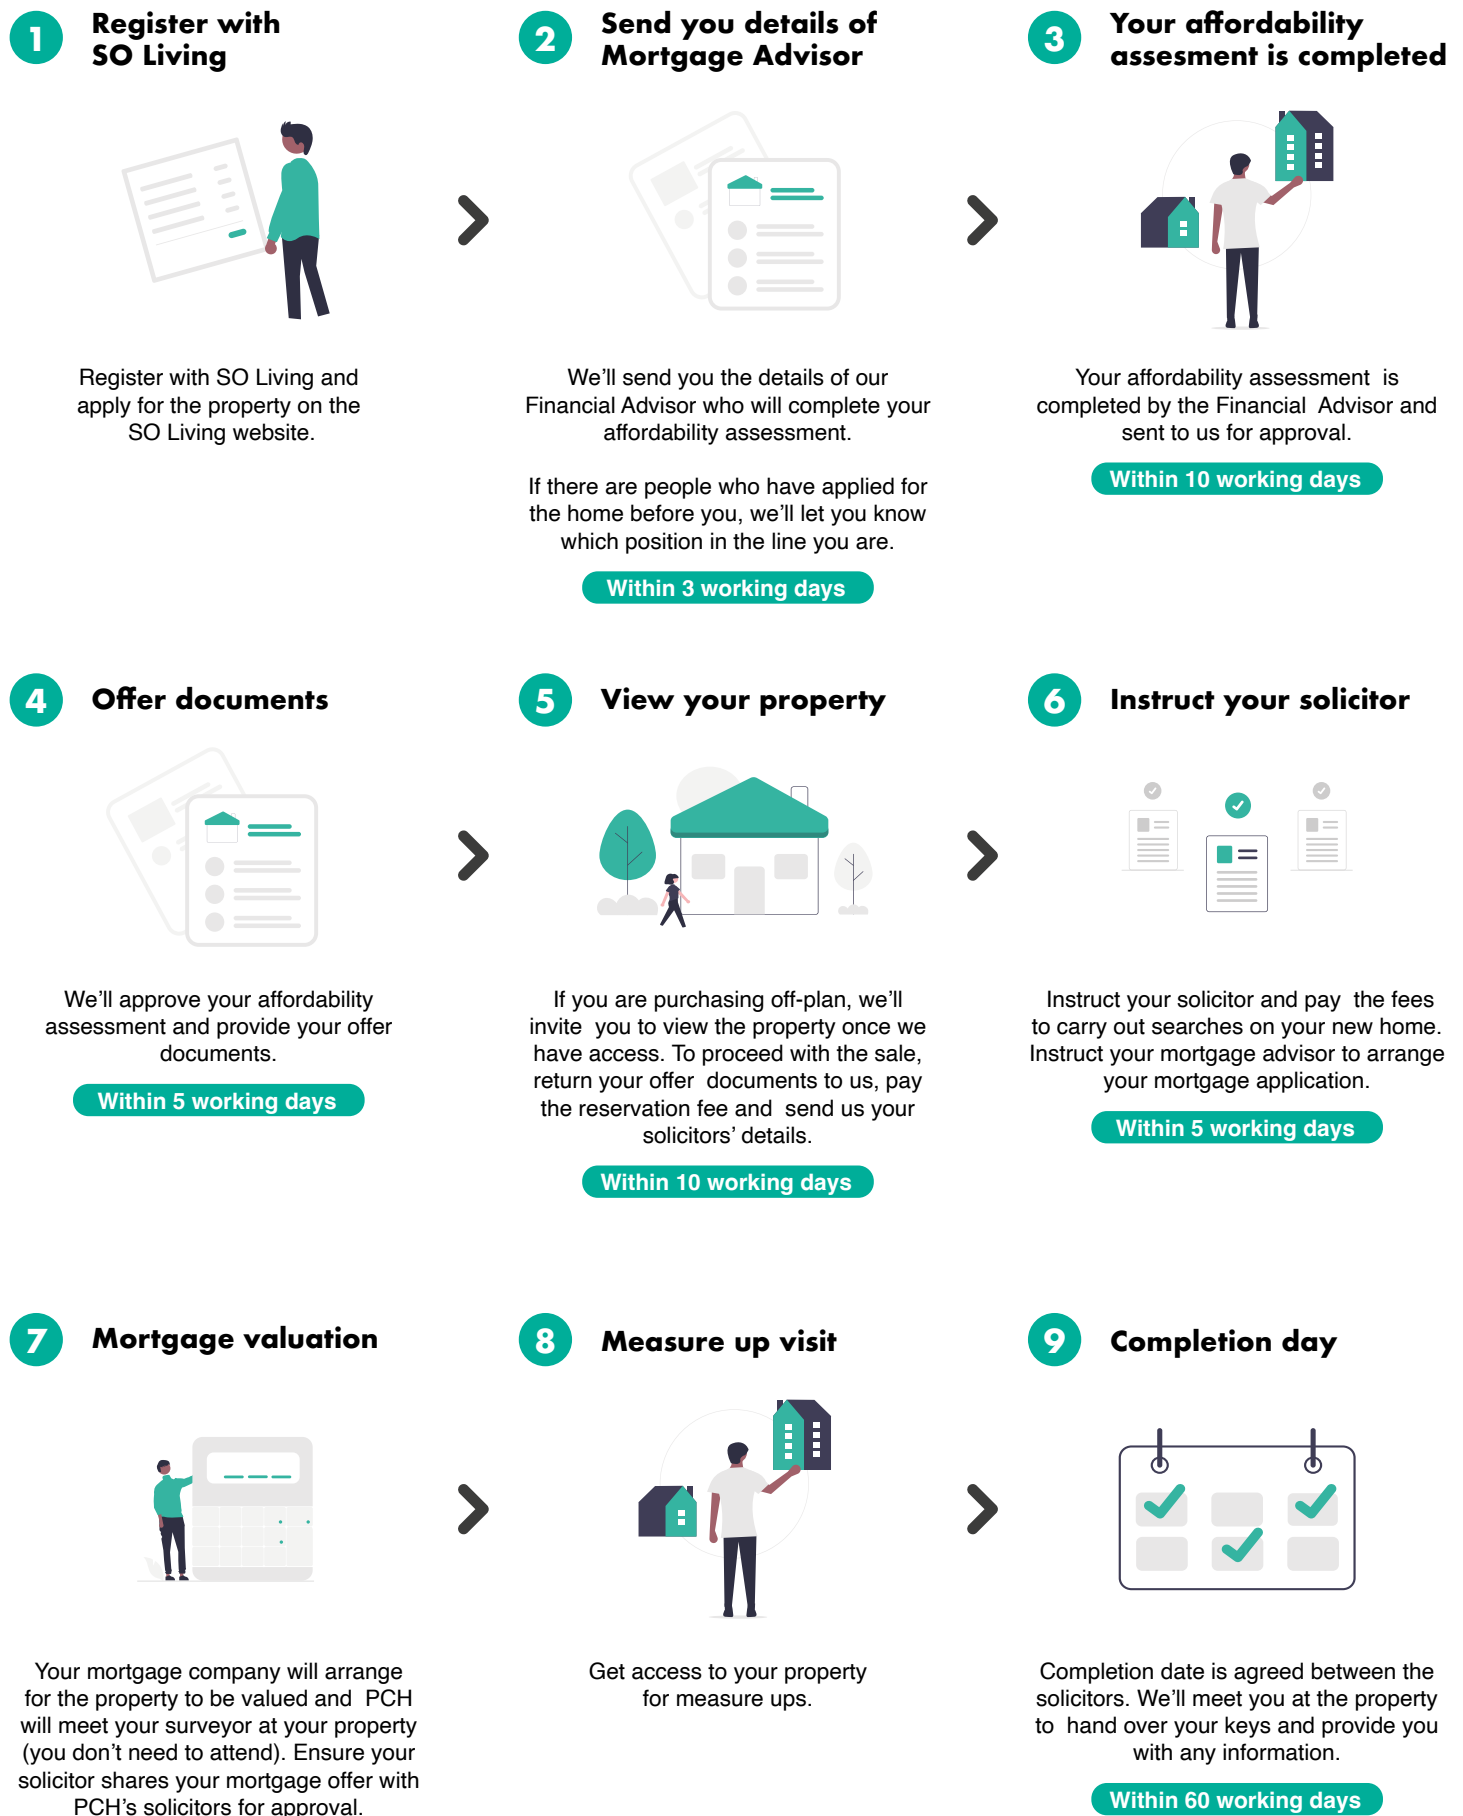 1
Register with
SO Living
Register with SO Living and
apply for the property on the
SO Living website.
2
Send you details of
Mortgage Advisor
We'll send you the details of our
Financial Advisor who will complete your
affordability assessment.
If there are people who have applied for
the home before you, we'll let you know
which position in the line you are.
Within 3 working days
3
Your affordability
assesment is completed
Your affordability assessment is
completed by the Financial Advisor and
sent to us for approval.
Within 10 working days
4
Offer documents
We'll approve your affordability
assessment and provide your offer
documents.
Within 5 working days
5
View your property
If you are purchasing off-plan, we'll
invite you to view the property once we
have access. To proceed with the sale,
return your offer documents to us, pay
the reservation fee and send us your
solicitors' details.
Within 10 working days
6
Instruct your solicitor
Instruct your solicitor and pay the fees
to carry out searches on your new home.
Instruct your mortgage advisor to arrange
your mortgage application.
Within 5 working days
7
Mortgage valuation
Your mortgage company will arrange
for the property to be valued and PCH
will meet your surveyor at your property
(you don't need to attend). Ensure your
solicitor shares your mortgage offer with
PCH's solicitors for approval.
8
Measure up visit
Get access to your property
for measure ups.
9
Completion day
Completion date is agreed between the
solicitors. We'll meet you at the property
to hand over your keys and provide you
with any information.
Within 60 working days